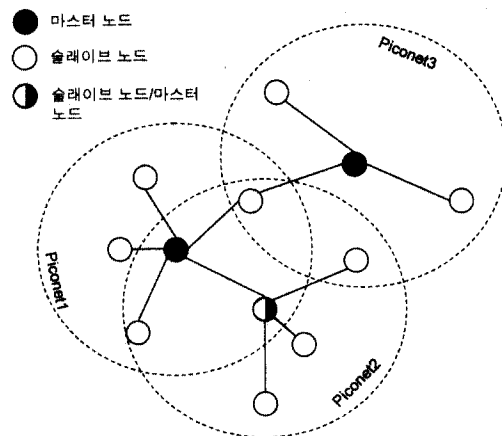 마스터 노드
슬래이브 노드
슬래이브 노드/마스터
노드
Piconet3
Piconet1
Piconet2